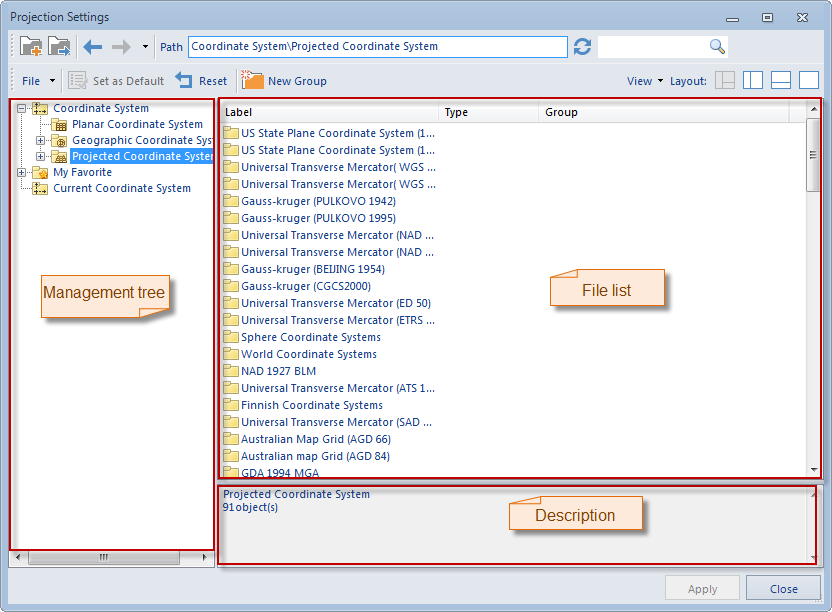 Projection Settings
Path Coordinate System\Projected Coordinate System
File Set as Default Reset New Group View Layout:
Coordinate System
Planar Coordinate System
Geographic Coordinate Sys
Projected Coordinate System
My Favorite
Current Coordinate System
Management tree
Label Type Group
US State Plane Coordinate System (1...
US State Plane Coordinate System (1...
Universal Transverse Mercator( WGS ...
Universal Transverse Mercator( WGS ...
Gauss-kruger (PULKOVO 1942)
Gauss-kruger (PULKOVO 1995)
Universal Transverse Mercator (NAD ...
Universal Transverse Mercator (NAD ...
Gauss-kruger (BEIJING 1954)
Gauss-kruger (CGCS2000)
Universal Transverse Mercator (ED 50)
Universal Transverse Mercator (ETRS ...
Sphere Coordinate Systems
World Coordinate Systems
NAD 1927 BLM
Universal Transverse Mercator (ATS 1...
Finnish Coordinate Systems
Universal Transverse Mercator (SAD ...
Australian Map Grid (AGD 66)
Australian map Grid (AGD 84)
GDA 1994 MGA
File list
Projected Coordinate System
91object(s)
Description
Apply Close